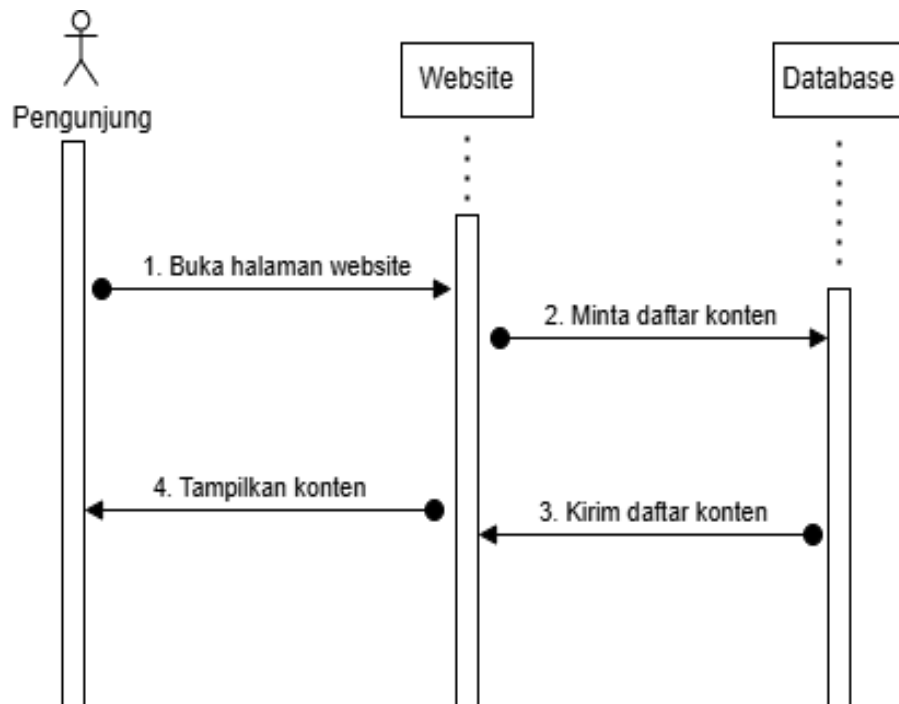 Pengunjung
Website
Database
1. Buka halaman website
2. Minta daftar konten
4. Tampilkan konten
3. Kirim daftar konten